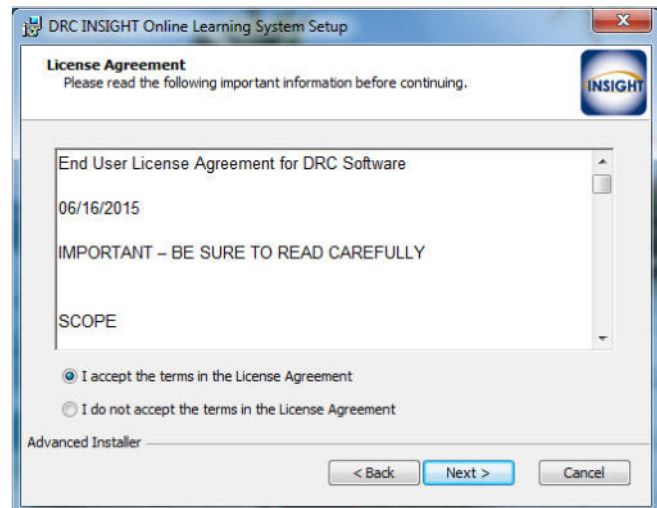 DRC INSIGHT Online Learning System Setup
License Agreement
Please read the following important information before continuing.
INSIGHT
End User License Agreement for DRC Software
06/16/2015
IMPORTANT – BE SURE TO READ CAREFULLY
SCOPE
I accept the terms in the License Agreement
I do not accept the terms in the License Agreement
Advanced Installer
< Back Next > Cancel